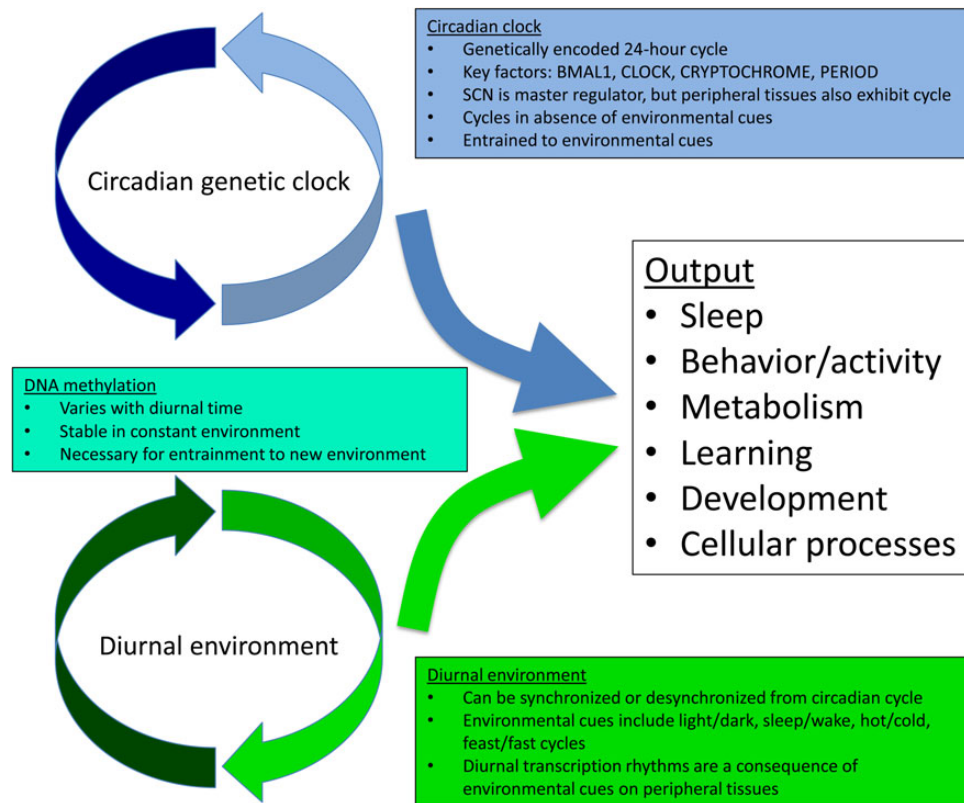 Circadian clock
• Genetically encoded 24-hour cycle
• Key factors: BMAL1, CLOCK, CRYPTOCHROME, PERIOD
• SCN is master regulator, but peripheral tissues also exhibit cycle
• Cycles in absence of environmental cues
• Entrained to environmental cues
Circadian genetic clock
Output
• Sleep
• Behavior/activity
• Metabolism
• Learning
• Development
• Cellular processes
DNA methylation
• Varies with diurnal time
• Stable in constant environment
• Necessary for entrainment to new environment
Diurnal environment
Diurnal environment
• Can be synchronized or desynchronized from circadian cycle
• Environmental cues include light/dark, sleep/wake, hot/cold,
feast/fast cycles
• Diurnal transcription rhythms are a consequence of
environmental cues on peripheral tissues